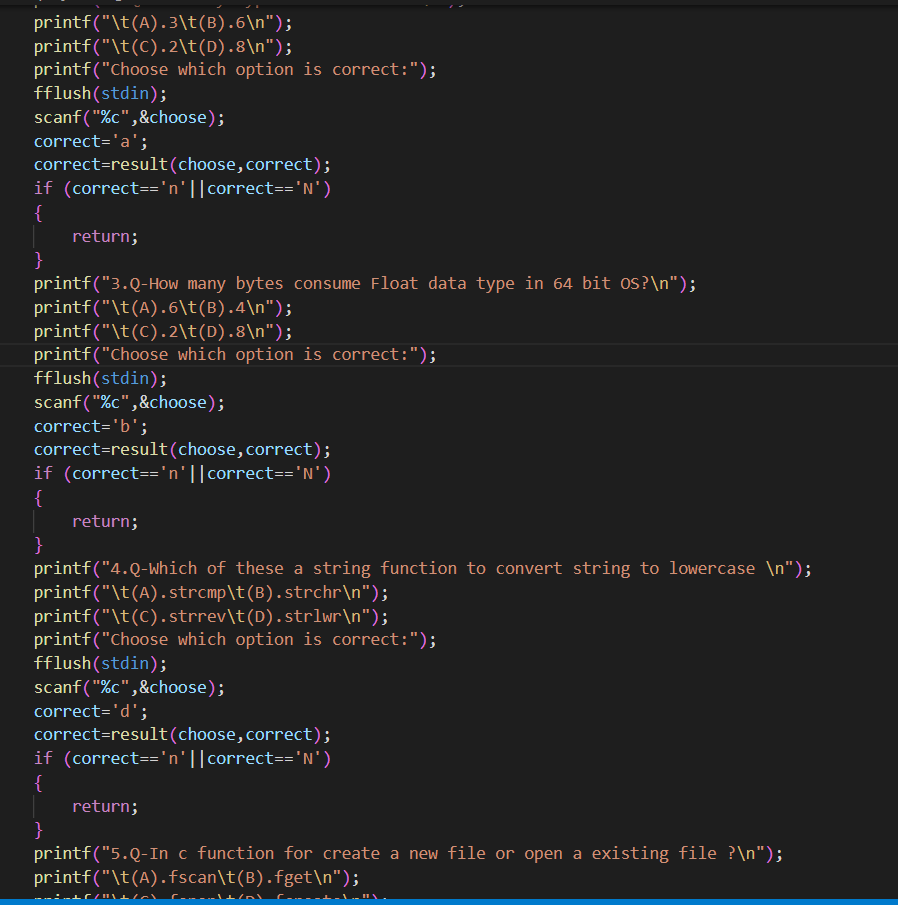 printf("\t(A).3\t(B).6\n");
printf("\t(C).2\t(D).8\n");
printf("Choose which option is correct:");
fflush(stdin);
scanf("%c",&choose);
correct='a';
correct=result(choose,correct);
if (correct=='n'||correct=='N')
{
    return;
}
printf("3.Q-How many bytes consume Float data type in 64 bit OS?\n");
printf("\t(A).6\t(B).4\n");
printf("\t(C).2\t(D).8\n");
printf("Choose which option is correct:");
fflush(stdin);
scanf("%c",&choose);
correct='b';
correct=result(choose,correct);
if (correct=='n'||correct=='N')
{
    return;
}
printf("4.Q-Which of these a string function to convert string to lowercase \n");
printf("\t(A).strcmp\t(B).strchr\n");
printf("\t(C).strrev\t(D).strlwr\n");
printf("Choose which option is correct:");
fflush(stdin);
scanf("%c",&choose);
correct='d';
correct=result(choose,correct);
if (correct=='n'||correct=='N')
{
    return;
}
printf("5.Q-In c function for create a new file or open a existing file ?\n");
printf("\t(A).fscan\t(B).fget\n");